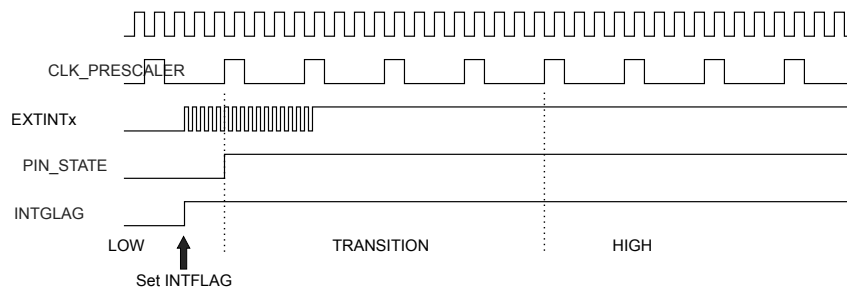 CLK_PRESCALER
EXTINTx
PIN_STATE
INTGLAG
LOW TRANSITION HIGH
Set INTFLAG